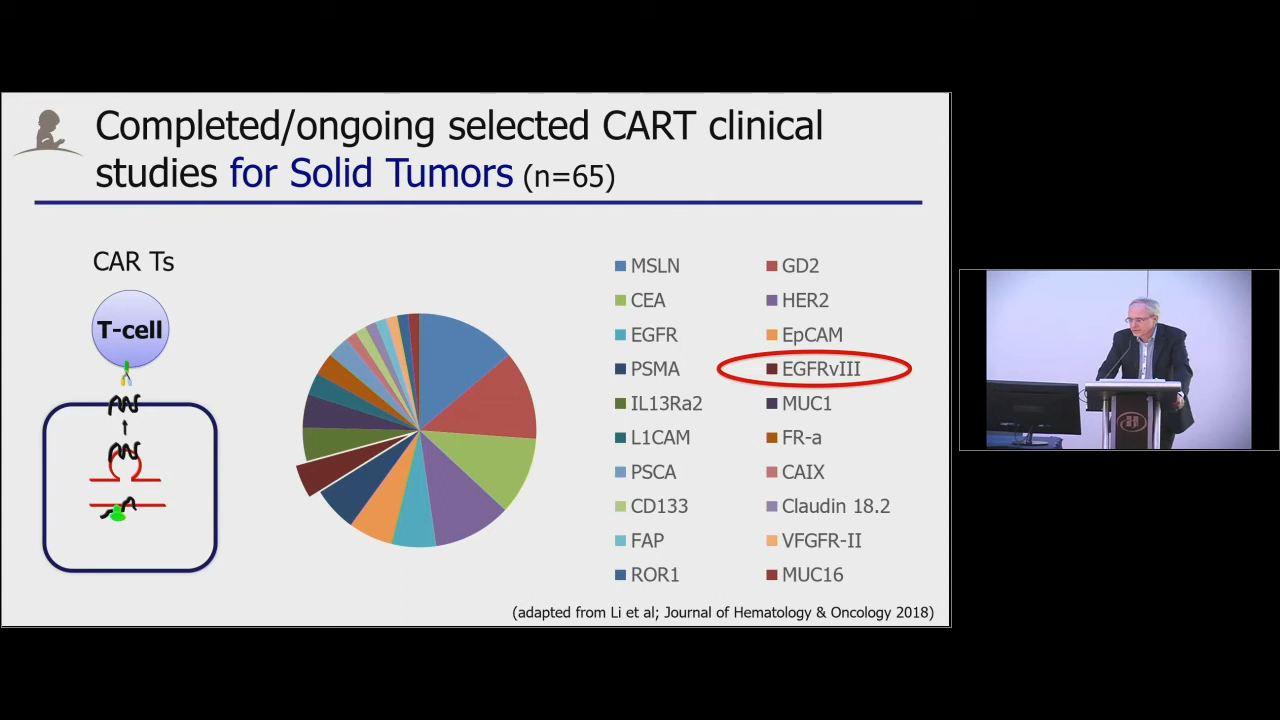 Completed/ongoing selected CART clinical
studies for Solid Tumors (n=65)
CAR Ts
T-cell
MSLN
GD2
CEA
HER2
EGFR
EpCAM
PSMA
EGFRvIII
IL13Ra2
MUC1
L1CAM
FR-a
PSCA
CAIX
CD133
Claudin 18.2
FAP
VFGFR-II
ROR1
MUC16
(adapted from Li et al; Journal of Hematology & Oncology 2018)